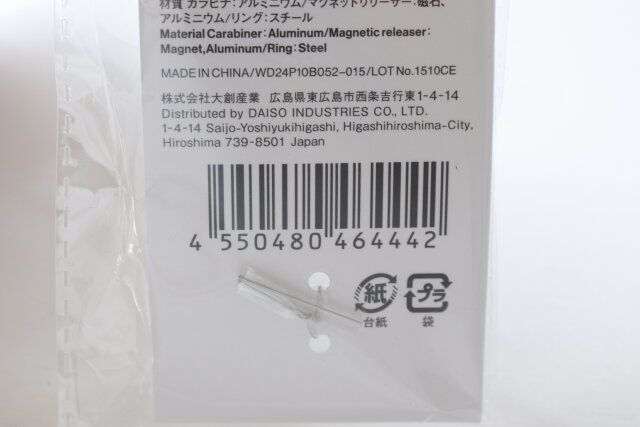 材質 カラビナ:アルミニウム/マグネットリリーサー:磁石、
アルミニウム/リング:スチール
Material Carabiner:Aluminum/Magnetic releaser:
Magnet,Aluminum/Ring:Steel
MADE IN CHINA/WD24P10B052-015/LOT No.1510CE
株式会社大創産業 広島県東広島市西条吉行東1-4-14
Distributed by DAISO INDUSTRIES CO., LTD.
1-4-14 Saijo-Yoshiyukihigashi, Higashihiroshima-City,
Hiroshima 739-8501 Japan
4 550480 464442
紙 プラ
台紙 袋